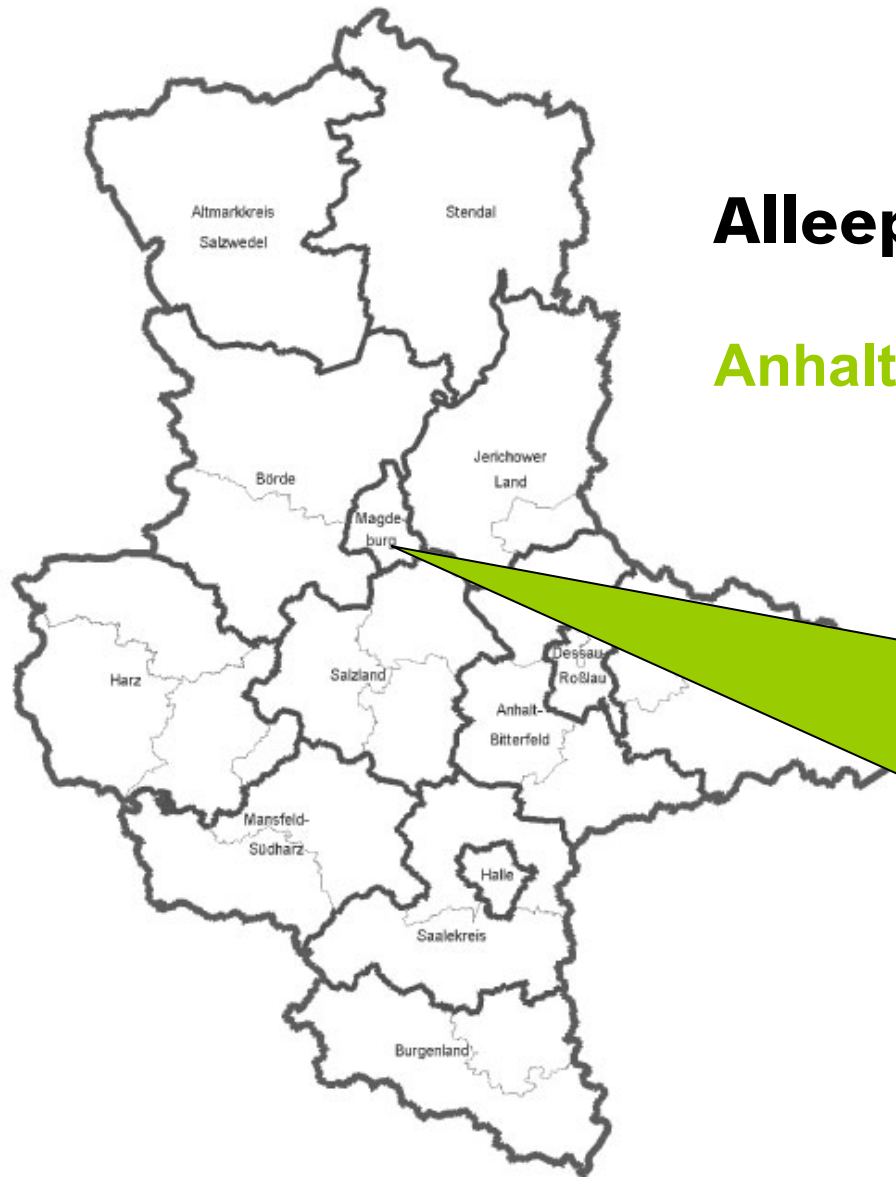 Altmarkkreis
Salzwedel
Stendal
Alleep
Anhalt
Jerichower
Land
Börde
Magde-
burg
Harz
Salzland
Dessau-
Roßlau
Anhalt-
Bitterfeld
Mansfeld-
Südharz
Halle
Saalekreis
Burgenland